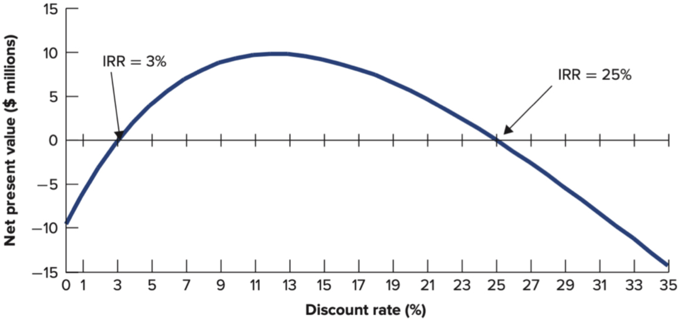 Net present value ($ millions)
15
10
5
0
−5
−10
−15
IRR = 3%
IRR = 25%
0 1 3 5 7 9 11 13 15 17 19 21 23 25 27 29 31 33 35
Discount rate (%)